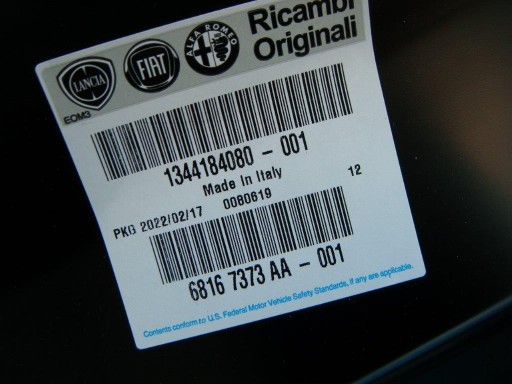 LANCIA
FIAT
ALFA ROMEO
Ricambi
Originali
EOM3
1344184080 - 001
Made In Italy
PKG 2022/02/17 0080619 12
6816 7373 AA - 001
Contents conform to U.S. Federal Motor Vehicle Safety Standards, if any are applicable.